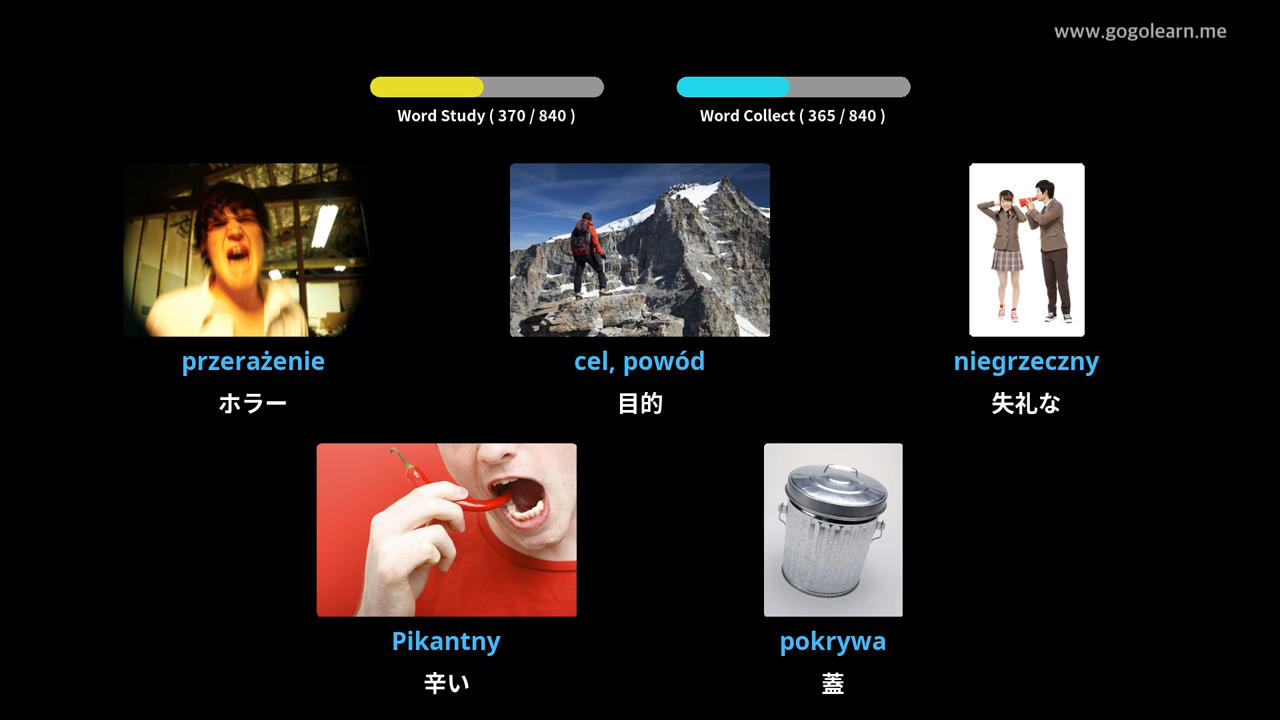 www.gogolearn.me
Word Study ( 370 / 840 )
Word Collect ( 365 / 840 )
przerażenie
ホラー
cel, powód
目的
niegrzeczny
失礼な
Pikantny
辛い
pokrywa
蓋